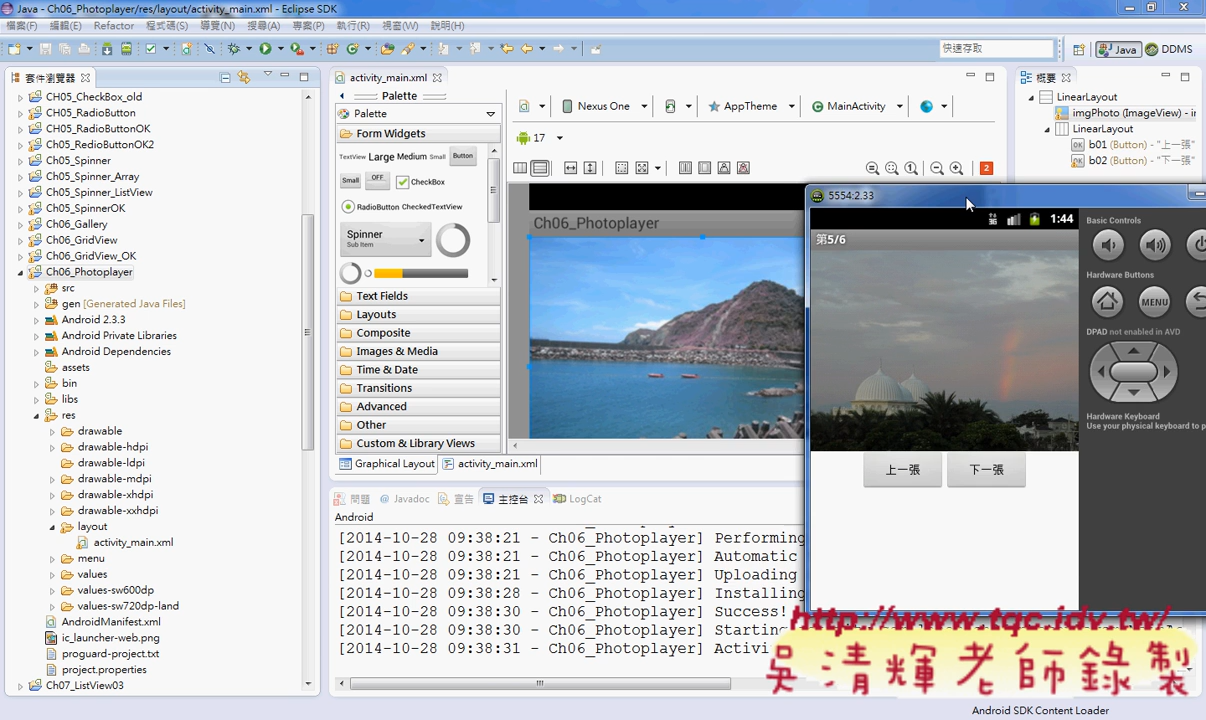 Java - Ch06_Photoplayer/res/layout/activity_main.xml - Eclipse SDK
檔案(F) 編輯(E) Refactor 程式碼(S) 導覽(N) 搜尋(A) 專案(P) 執行(R) 視窗(W) 說明(H)
快速存取
Java
DDMS
套件瀏覽器
CH05_CheckBox_old
CH05_RadioButton
CH05_RadioButtonOK
CH05_RedioButtonOK2
CH05_Spinner
CH05_Spinner_Array
CH05_Spinner_ListView
CH05_SpinnerOK
Ch06_Gallery
Ch06_GridView
Ch06_GridView_OK
Ch06_Photoplayer
src
gen [Generated Java Files]
Android 2.3.3
Android Private Libraries
Android Dependencies
assets
bin
libs
res
drawable
drawable-hdpi
drawable-ldpi
drawable-mdpi
drawable-xhdpi
drawable-xxhdpi
layout
activity_main.xml
menu
values
values-sw600dp
values-sw720dp-land
AndroidManifest.xml
ic_launcher-web.png
proguard-project.txt
project.properties
Ch07_ListView03
activity_main.xml
Palette
Palette
Form Widgets
TextView Large Medium Small Button
Small OFF CheckBox
RadioButton CheckedTextView
Spinner
Sub Item
Text Fields
Layouts
Composite
Images & Media
Time & Date
Transitions
Advanced
Other
Custom & Library Views
Graphical Layout
activity_main.xml
Nexus One
AppTheme
MainActivity
17
2
Ch06_Photoplayer
概要
LinearLayout
imgPhoto (ImageView) - ir
LinearLayout
b01 (Button) - "上一張"
b02 (Button) - "下一張"
5554:2.33
3G
1:44
第5/6
上一張
下一張
Basic Controls
Hardware Buttons
MENU
DPAD not enabled in AVD
Hardware Keyboard
Use your physical keyboard to p
問題
Javadoc
宣告
主控台
LogCat
Android
[2014-10-28 09:38:21 - Ch06_Photoplayer] Performing
[2014-10-28 09:38:21 - Ch06_Photoplayer] Automatic
[2014-10-28 09:38:21 - Ch06_Photoplayer] Uploading
[2014-10-28 09:38:28 - Ch06_Photoplayer] Installing
[2014-10-28 09:38:30 - Ch06_Photoplayer] Success!
[2014-10-28 09:38:30 - Ch06_Photoplayer] Starting
[2014-10-28 09:38:31 - Ch06_Photoplayer] Activi
http://www.tqc.idv.tw/
吳清輝老師錄製
Android SDK Content Loader